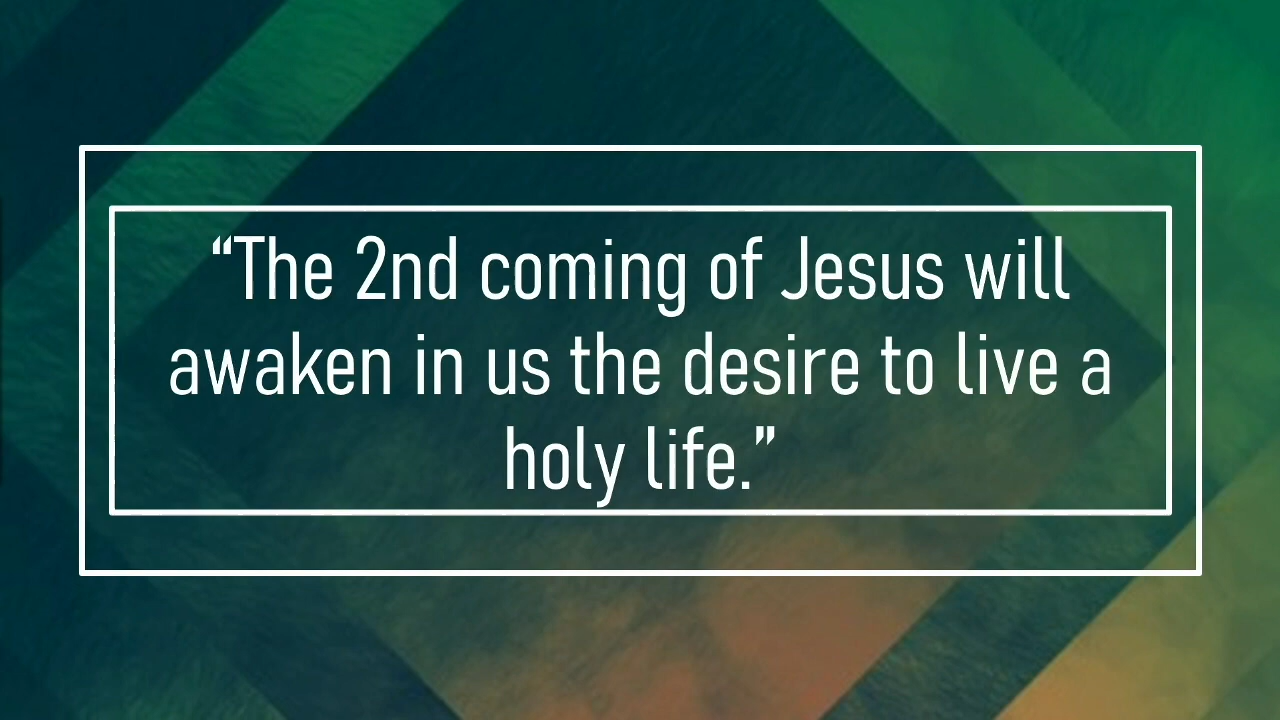 “The 2nd coming of Jesus will
awaken in us the desire to live a
holy life.”